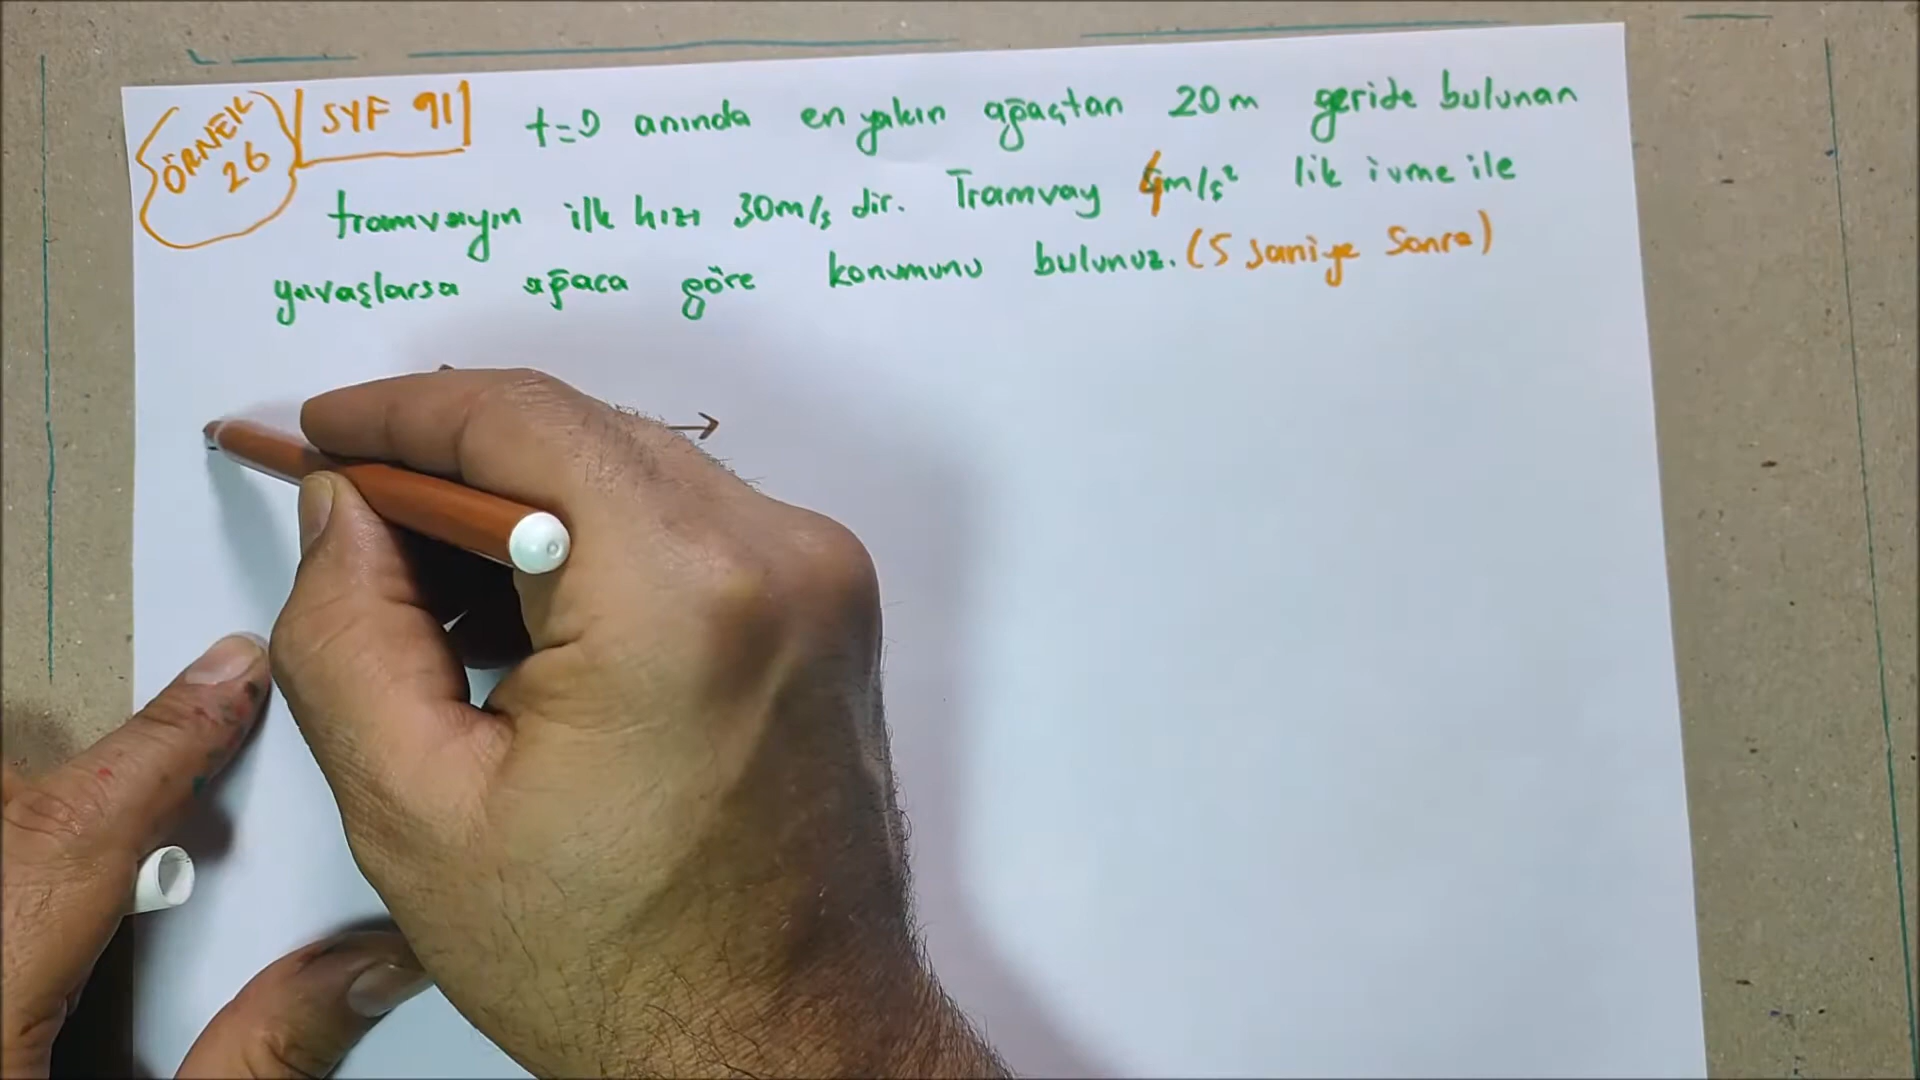 ÖRNEK 26 SYF 91 t=0 anında en yakın ağaçtan 20m geride bulunan
tramvayın ilk hızı 30m/s dir. Tramvay 4m/s² lik ivme ile
yavaşlarsa ağaca göre konumunu bulunuz. (5 saniye sonra)